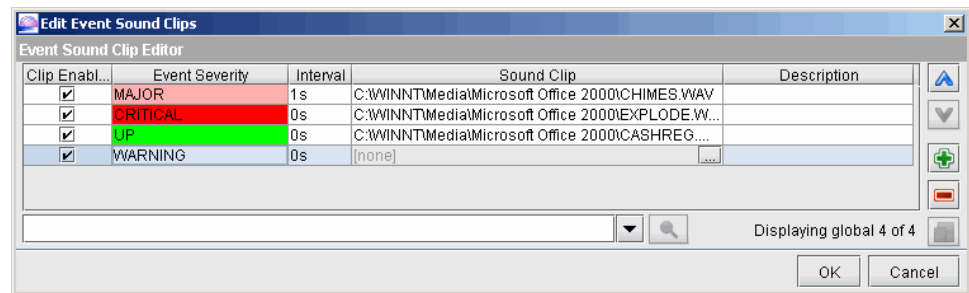 Edit Event Sound Clips
Event Sound Clip Editor
Clip Enabl... Event Severity Interval Sound Clip Description
MAJOR 1s C:\WINNT\Media\Microsoft Office 2000\CHIMES.WAV
CRITICAL 0s C:\WINNT\Media\Microsoft Office 2000\EXPLODE.W...
UP 0s C:\WINNT\Media\Microsoft Office 2000\CASHREG....
WARNING 0s [none] ...
Displaying global 4 of 4
OK Cancel